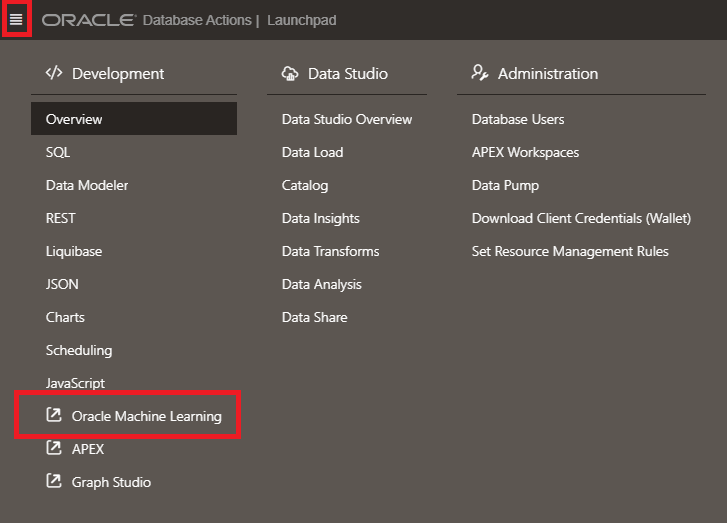 ORACLE Database Actions | Launchpad
Development
Overview
SQL
Data Modeler
REST
Liquibase
JSON
Charts
Scheduling
JavaScript
Oracle Machine Learning
APEX
Graph Studio
Data Studio
Data Studio Overview
Data Load
Catalog
Data Insights
Data Transforms
Data Analysis
Data Share
Administration
Database Users
APEX Workspaces
Data Pump
Download Client Credentials (Wallet)
Set Resource Management Rules